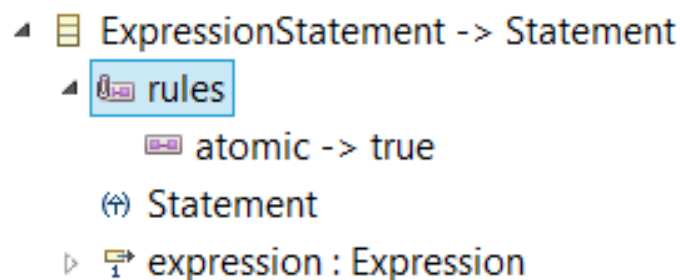 ExpressionStatement -> Statement
rules
atomic -> true
Statement
expression : Expression